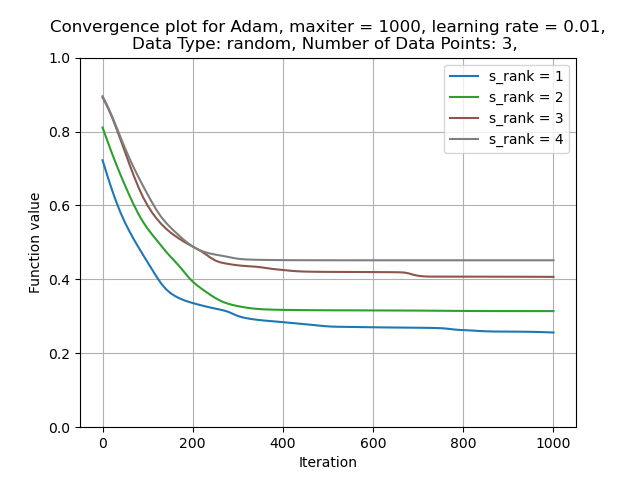 Convergence plot for Adam, maxiter = 1000, learning rate = 0.01,
Data Type: random, Number of Data Points: 3,
s_rank = 1
s_rank = 2
s_rank = 3
s_rank = 4
Function value
1.0
0.8
0.6
0.4
0.2
0.0
0 200 400 600 800 1000
Iteration